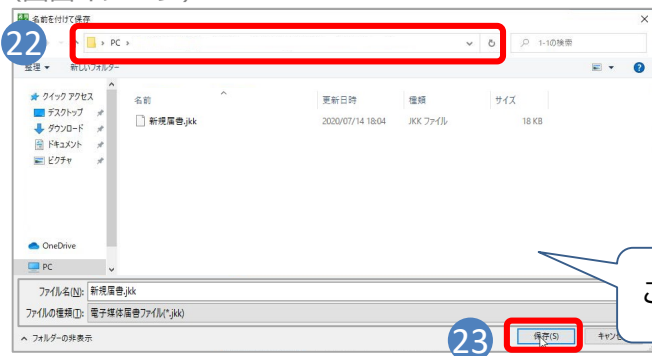 名前を付けて保存
22
PC
1-1の検索
整理
新しいフォルダー
クイック アクセス
デスクトップ
ダウンロード
ドキュメント
ピクチャ
OneDrive
PC
名前 更新日時 種類 サイズ
新規届書.jkk 2020/07/14 18:04 JKK ファイル 18 KB
ファイル名(N): 新規届書.jkk
ファイルの種類(T): 電子媒体届書ファイル(*.jkk)
フォルダーの非表示
23
保存(S)
キャンセ